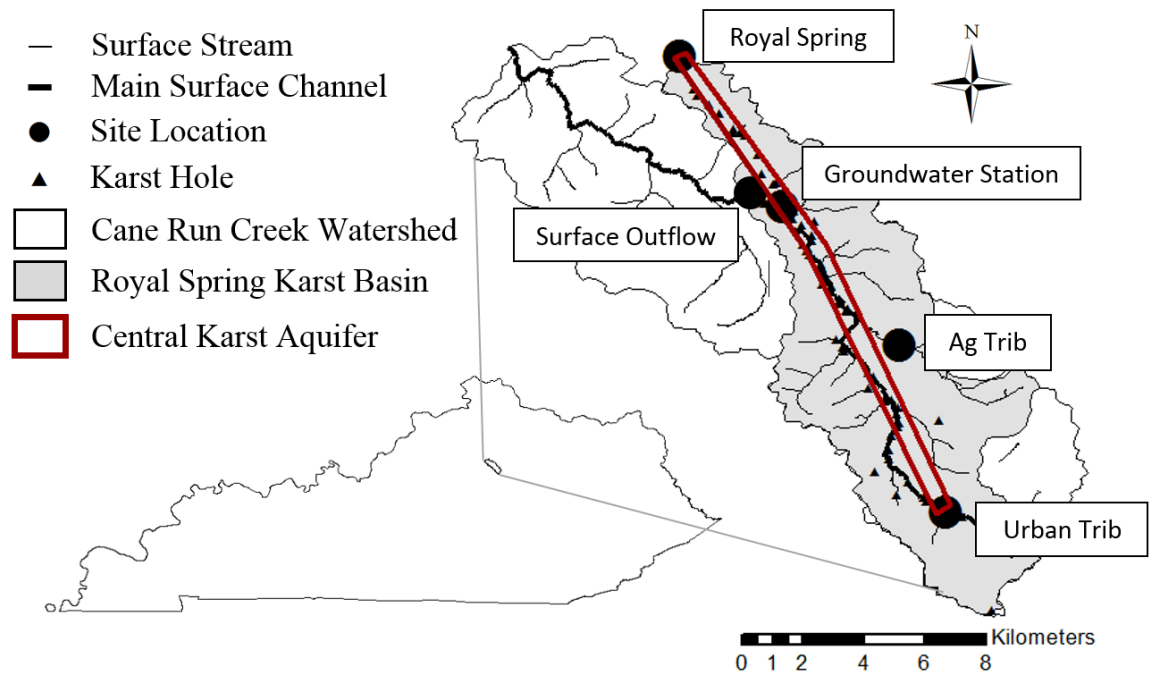 Surface Stream
Main Surface Channel
Site Location
Karst Hole
Cane Run Creek Watershed
Royal Spring Karst Basin
Central Karst Aquifer
Royal Spring
N
Groundwater Station
Surface Outflow
Ag Trib
Urban Trib
Kilometers
0 1 2 4 6 8